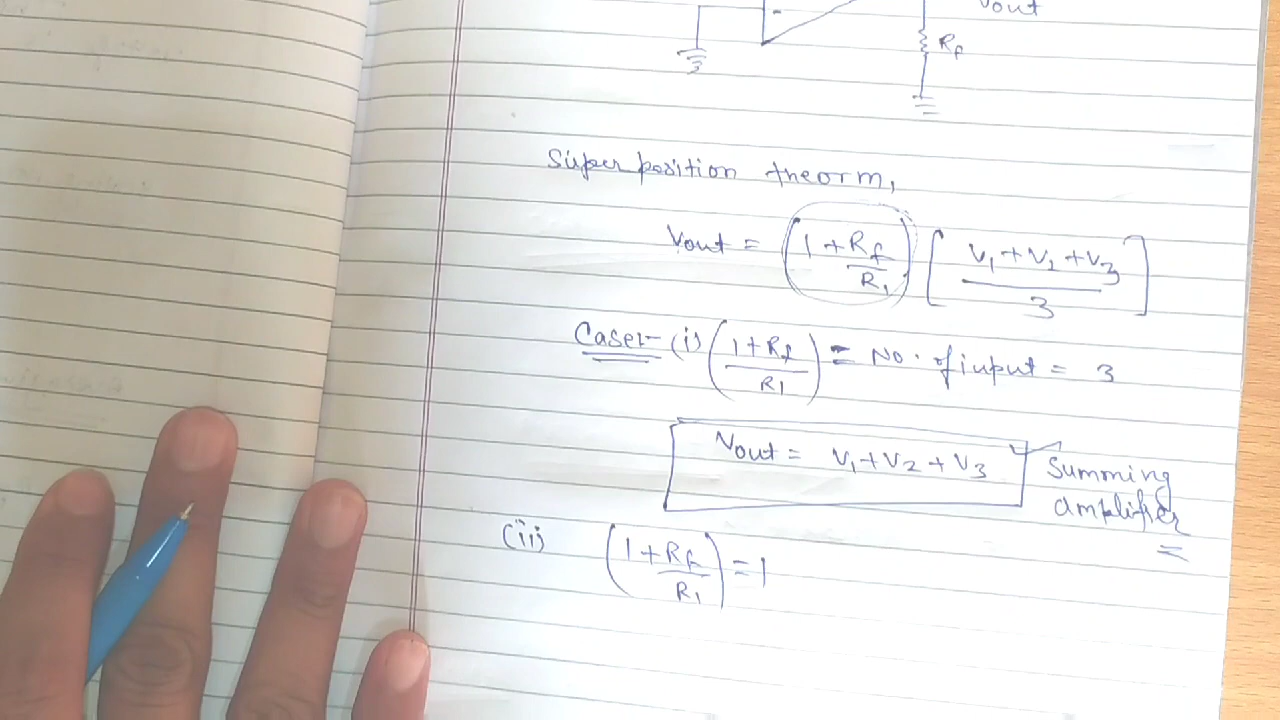 Vout
-
Rf
Superposition theorm,
Vout = (1 + Rf/R1) [V1 + V2 + V3 / 3]
Case:- (i) (1 + Rf/R1) = No. of input = 3
Vout = V1 + V2 + V3
Summing
amplifier
(ii) (1 + Rf/R1) = 1